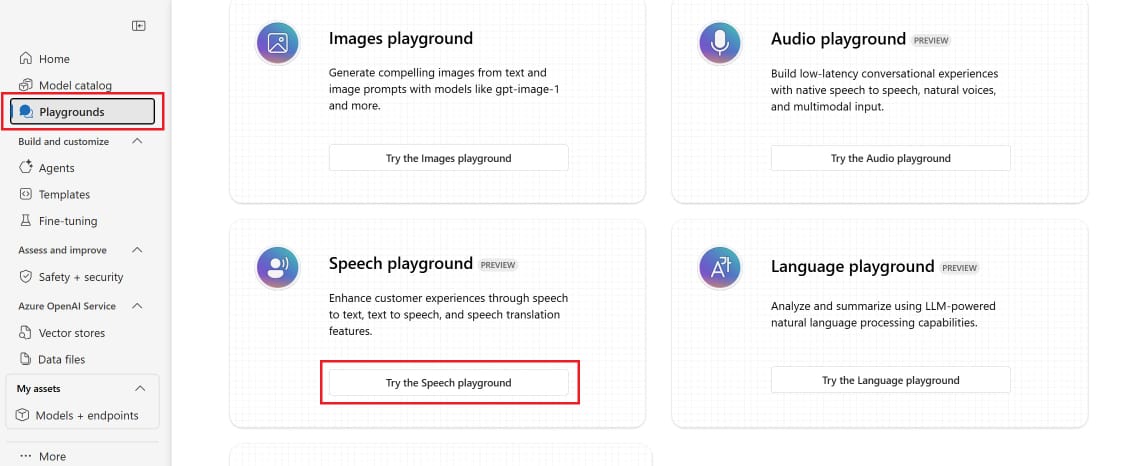 Home
Model catalog
Playgrounds
Build and customize
Agents
Templates
Fine-tuning
Assess and improve
Safety + security
Azure OpenAI Service
Vector stores
Data files
My assets
Models + endpoints
More
Images playground
Generate compelling images from text and
image prompts with models like gpt-image-1
and more.
Try the Images playground
Audio playground PREVIEW
Build low-latency conversational experiences
with native speech to speech, natural voices,
and multimodal input.
Try the Audio playground
Speech playground PREVIEW
Enhance customer experiences through speech
to text, text to speech, and speech translation
features.
Try the Speech playground
Language playground PREVIEW
Analyze and summarize using LLM-powered
natural language processing capabilities.
Try the Language playground